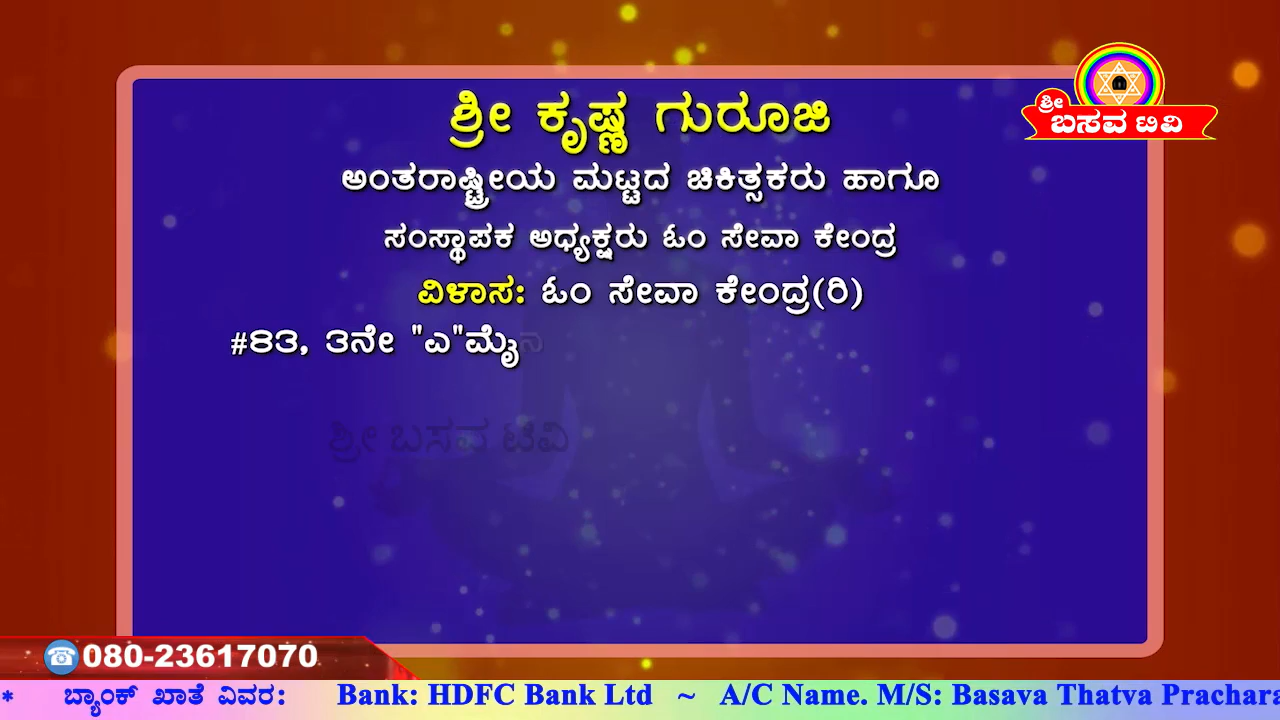 ಶ್ರೀ
ಬಸವ ಟಿವಿ
ಶ್ರೀ ಕೃಷ್ಣ ಗುರೂಜಿ
ಅಂತರಾಷ್ಟ್ರೀಯ ಮಟ್ಟದ ಚಿಕಿತ್ಸಕರು ಹಾಗೂ
ಸಂಸ್ಥಾಪಕ ಅಧ್ಯಕ್ಷರು ಓಂ ಸೇವಾ ಕೇಂದ್ರ
ವಿಳಾಸ: ಓಂ ಸೇವಾ ಕೇಂದ್ರ(ರಿ)
#83, 3ನೇ "ಎ"ಮೈನ
ಶ್ರೀ ಬಸವ ಟಿವಿ
☎080-23617070
* ಬ್ಯಾಂಕ್ ಖಾತೆ ವಿವರ: Bank: HDFC Bank Ltd ~ A/C Name. M/S: Basava Thatva Prachara